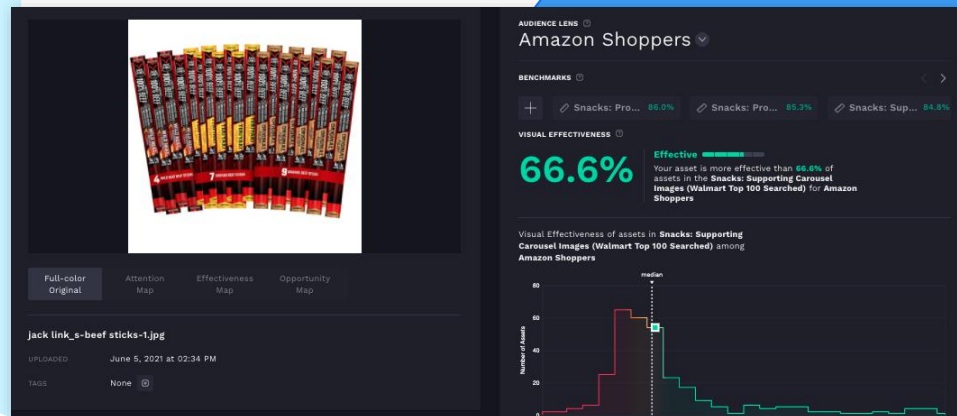 100% BEEF
4
7
9
Full-color
Original
Attention
Map
Effectiveness
Map
Opportunity
Map
jack link_s-beef sticks-1.jpg
UPLOADED June 5, 2021 at 02:34 PM
TAGS None
AUDIENCE LENS
Amazon Shoppers
BENCHMARKS
Snacks: Pro... 86.0%
Snacks: Pro... 85.3%
Snacks: Sup... 84.8%
VISUAL EFFECTIVENESS
66.6%
Effective
Your asset is more effective than 66.6% of
assets in the Snacks: Supporting Carousel
Images (Walmart Top 100 Searched) for Amazon
Shoppers
Visual Effectiveness of assets in Snacks: Supporting
Carousel Images (Walmart Top 100 Searched) among
Amazon Shoppers
median
Number of Assets
80
60
40
20
0